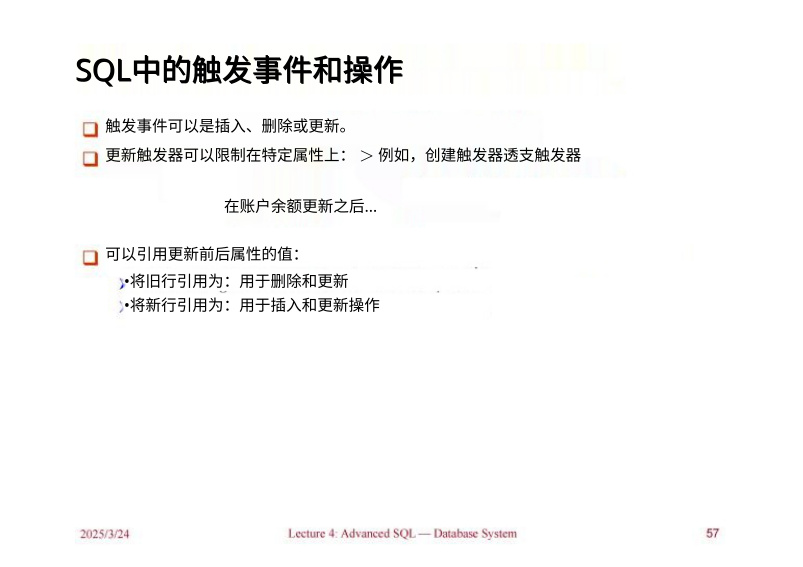 SQL中的触发事件和操作
触发事件可以是插入、删除或更新。
更新触发器可以限制在特定属性上： > 例如，创建触发器透支触发器
在账户余额更新之后...
可以引用更新前后属性的值：
•将旧行引用为：用于删除和更新
•将新行引用为：用于插入和更新操作
2025/3/24
Lecture 4: Advanced SQL — Database System
57